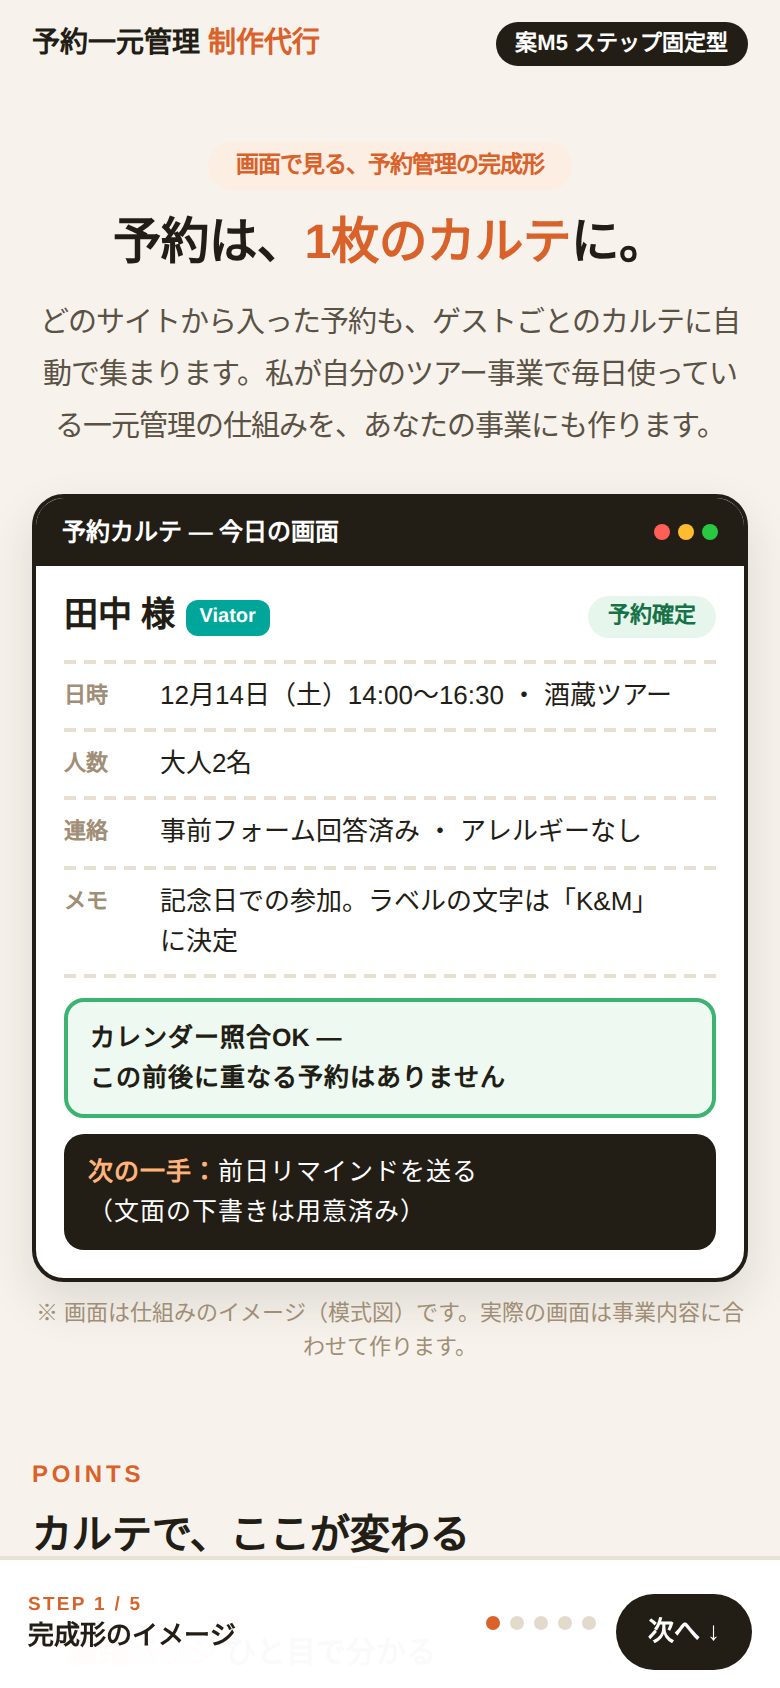 予約一元管理 制作代行
案M5 ステップ固定型
画面で見る、予約管理の完成形
予約は、1枚のカルテに。
どのサイトから入った予約も、ゲストごとのカルテに自
動で集まります。私が自分のツアー事業で毎日使ってい
る一元管理の仕組みを、あなたの事業にも作ります。
予約カルテ — 今日の画面
田中 様 Viator
予約確定
日時 12月14日（土）14:00〜16:30 ・ 酒蔵ツアー
人数 大人2名
連絡 事前フォーム回答済み ・ アレルギーなし
メモ 記念日での参加。ラベルの文字は「K&M」
に決定
カレンダー照合OK —
この前後に重なる予約はありません
次の一手：前日リマインドを送る
（文面の下書きは用意済み）
※ 画面は仕組みのイメージ（模式図）です。実際の画面は事業内容に合
わせて作ります。
POINTS
カルテで、ここが変わる
STEP 1 / 5
完成形のイメージ
ひと目で分かる
次へ ↓